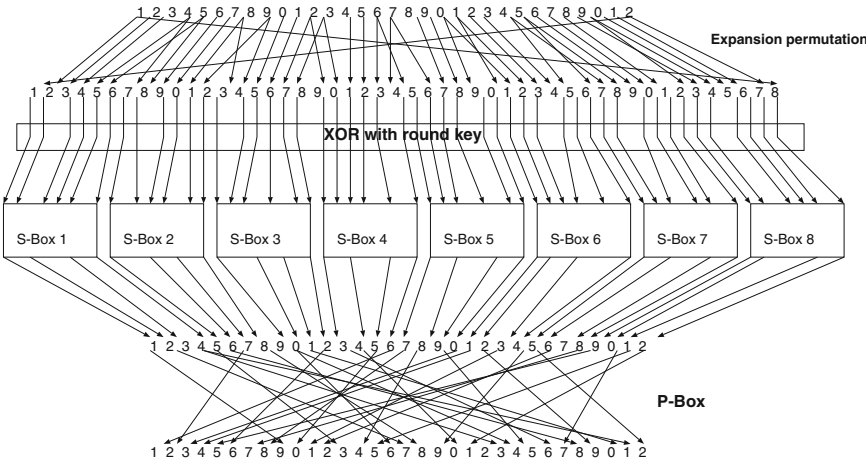 1 2 3 4 5 6 7 8 9 0 1 2 3 4 5 6 7 8 9 0 1 2 3 4 5 6 7 8 9 0 1 2
Expansion permutation
1 2 3 4 5 6 7 8 9 0 1 2 3 4 5 6 7 8 9 0 1 2 3 4 5 6 7 8 9 0 1 2 3 4 5 6 7 8 9 0 1 2 3 4 5 6 7 8
XOR with round key
S-Box 1 S-Box 2 S-Box 3 S-Box 4 S-Box 5 S-Box 6 S-Box 7 S-Box 8
1 2 3 4 5 6 7 8 9 0 1 2 3 4 5 6 7 8 9 0 1 2 3 4 5 6 7 8 9 0 1 2
P-Box
1 2 3 4 5 6 7 8 9 0 1 2 3 4 5 6 7 8 9 0 1 2 3 4 5 6 7 8 9 0 1 2